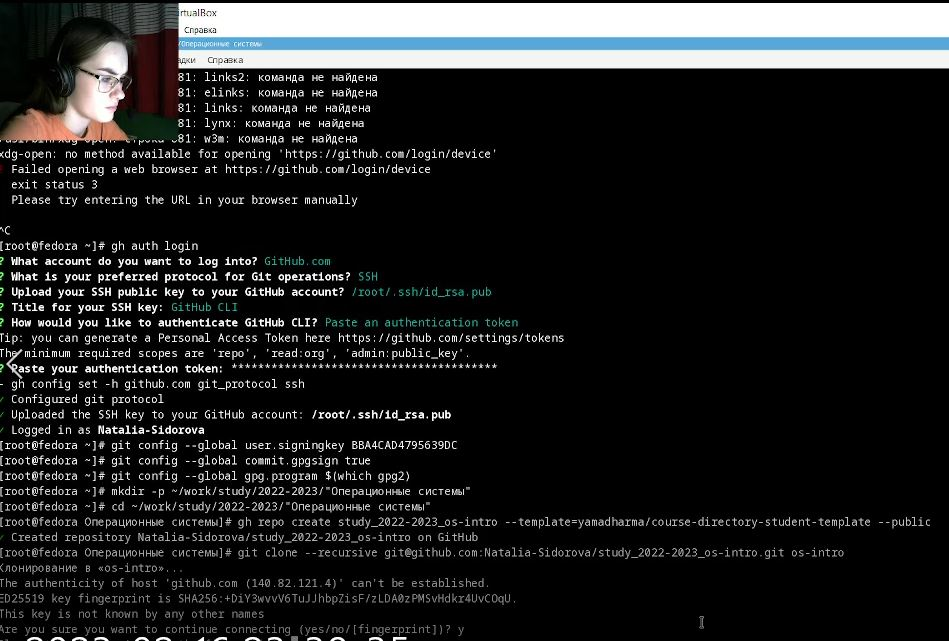 irtualBox
Справка
/Операционные системы
адки Справка
81: links2: команда не найдена
81: elinks: команда не найдена
81: links: команда не найдена
81: lynx: команда не найдена
881: w3m: команда не найдена
xdg-open: no method available for opening 'https://github.com/login/device'
Failed opening a web browser at https://github.com/login/device
exit status 3
Please try entering the URL in your browser manually
^C
[root@fedora ~]# gh auth login
? What account do you want to log into? GitHub.com
? What is your preferred protocol for Git operations? SSH
? Upload your SSH public key to your GitHub account? /root/.ssh/id_rsa.pub
? Title for your SSH key: GitHub CLI
? How would you like to authenticate GitHub CLI? Paste an authentication token
Tip: you can generate a Personal Access Token here https://github.com/settings/tokens
The minimum required scopes are 'repo', 'read:org', 'admin:public_key'.
? Paste your authentication token: ****************************************
- gh config set -h github.com git_protocol ssh
✓ Configured git protocol
✓ Uploaded the SSH key to your GitHub account: /root/.ssh/id_rsa.pub
✓ Logged in as Natalia-Sidorova
[root@fedora ~]# git config --global user.signingkey BBA4CAD4795639DC
[root@fedora ~]# git config --global commit.gpgsign true
[root@fedora ~]# git config --global gpg.program $(which gpg2)
[root@fedora ~]# mkdir -p ~/work/study/2022-2023/"Операционные системы"
[root@fedora ~]# cd ~/work/study/2022-2023/"Операционные системы"
[root@fedora Операционные системы]# gh repo create study_2022-2023_os-intro --template=yamadharma/course-directory-student-template --public
✓ Created repository Natalia-Sidorova/study_2022-2023_os-intro on GitHub
[root@fedora Операционные системы]# git clone --recursive git@github.com:Natalia-Sidorova/study_2022-2023_os-intro.git os-intro
Клонирование в «os-intro»...
The authenticity of host 'github.com (140.82.121.4)' can't be established.
ED25519 key fingerprint is SHA256:+DiY3wvvV6TuJJhbpZisF/zLDA0zPMSvHdkr4UvCOqU.
This key is not known by any other names
Are you sure you want to continue connecting (yes/no/[fingerprint])? y